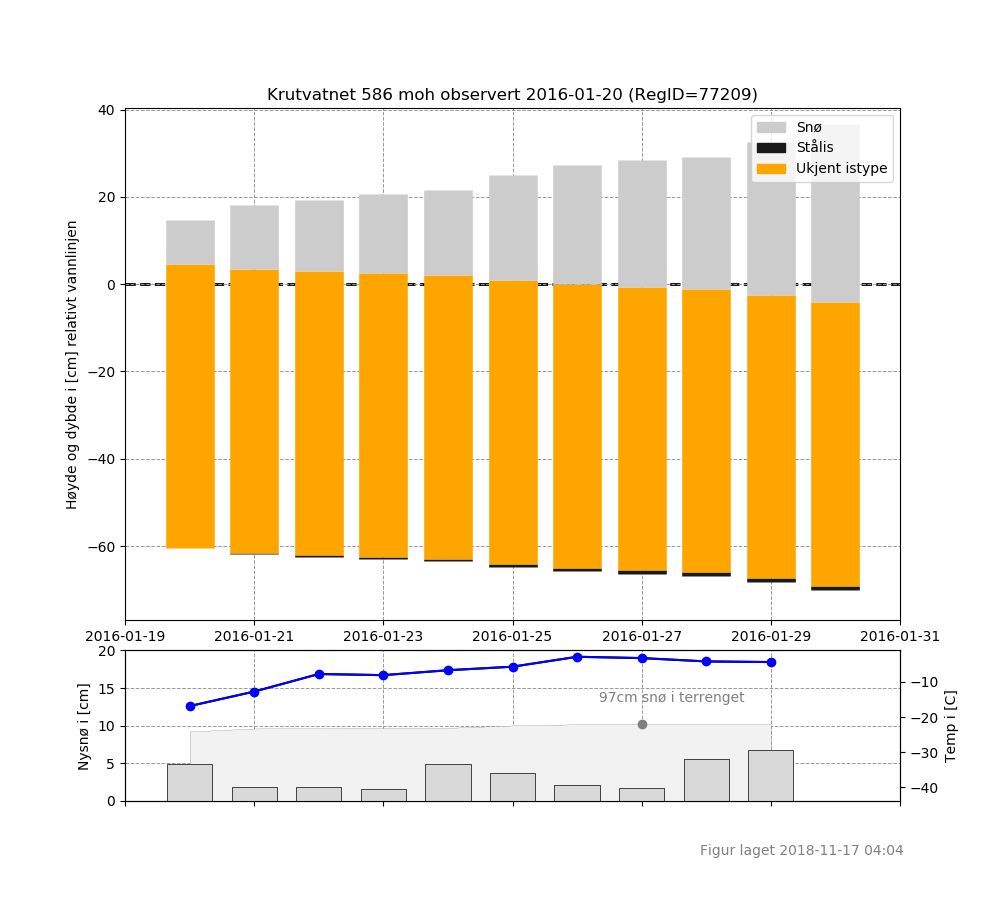 Krutvatnet 586 moh observert 2016-01-20 (RegID=77209)
Høyde og dybde i [cm] relativt vannlinjen
40
20
0
−20
−40
−60
Snø
Stålis
Ukjent istype
2016-01-19 2016-01-21 2016-01-23 2016-01-25 2016-01-27 2016-01-29 2016-01-31
Nysnø i [cm]
20
15
10
5
0
97cm snø i terrenget
−10
−20
−30
−40
Temp i [C]
Figur laget 2018-11-17 04:04